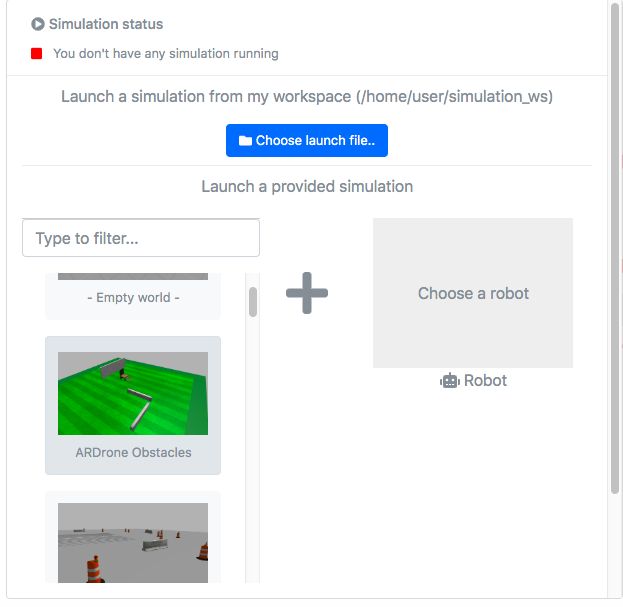 Simulation status
You don't have any simulation running
Launch a simulation from my workspace (/home/user/simulation_ws)
Choose launch file..
Launch a provided simulation
Type to filter...
- Empty world -
Choose a robot
Robot
ARDrone Obstacles